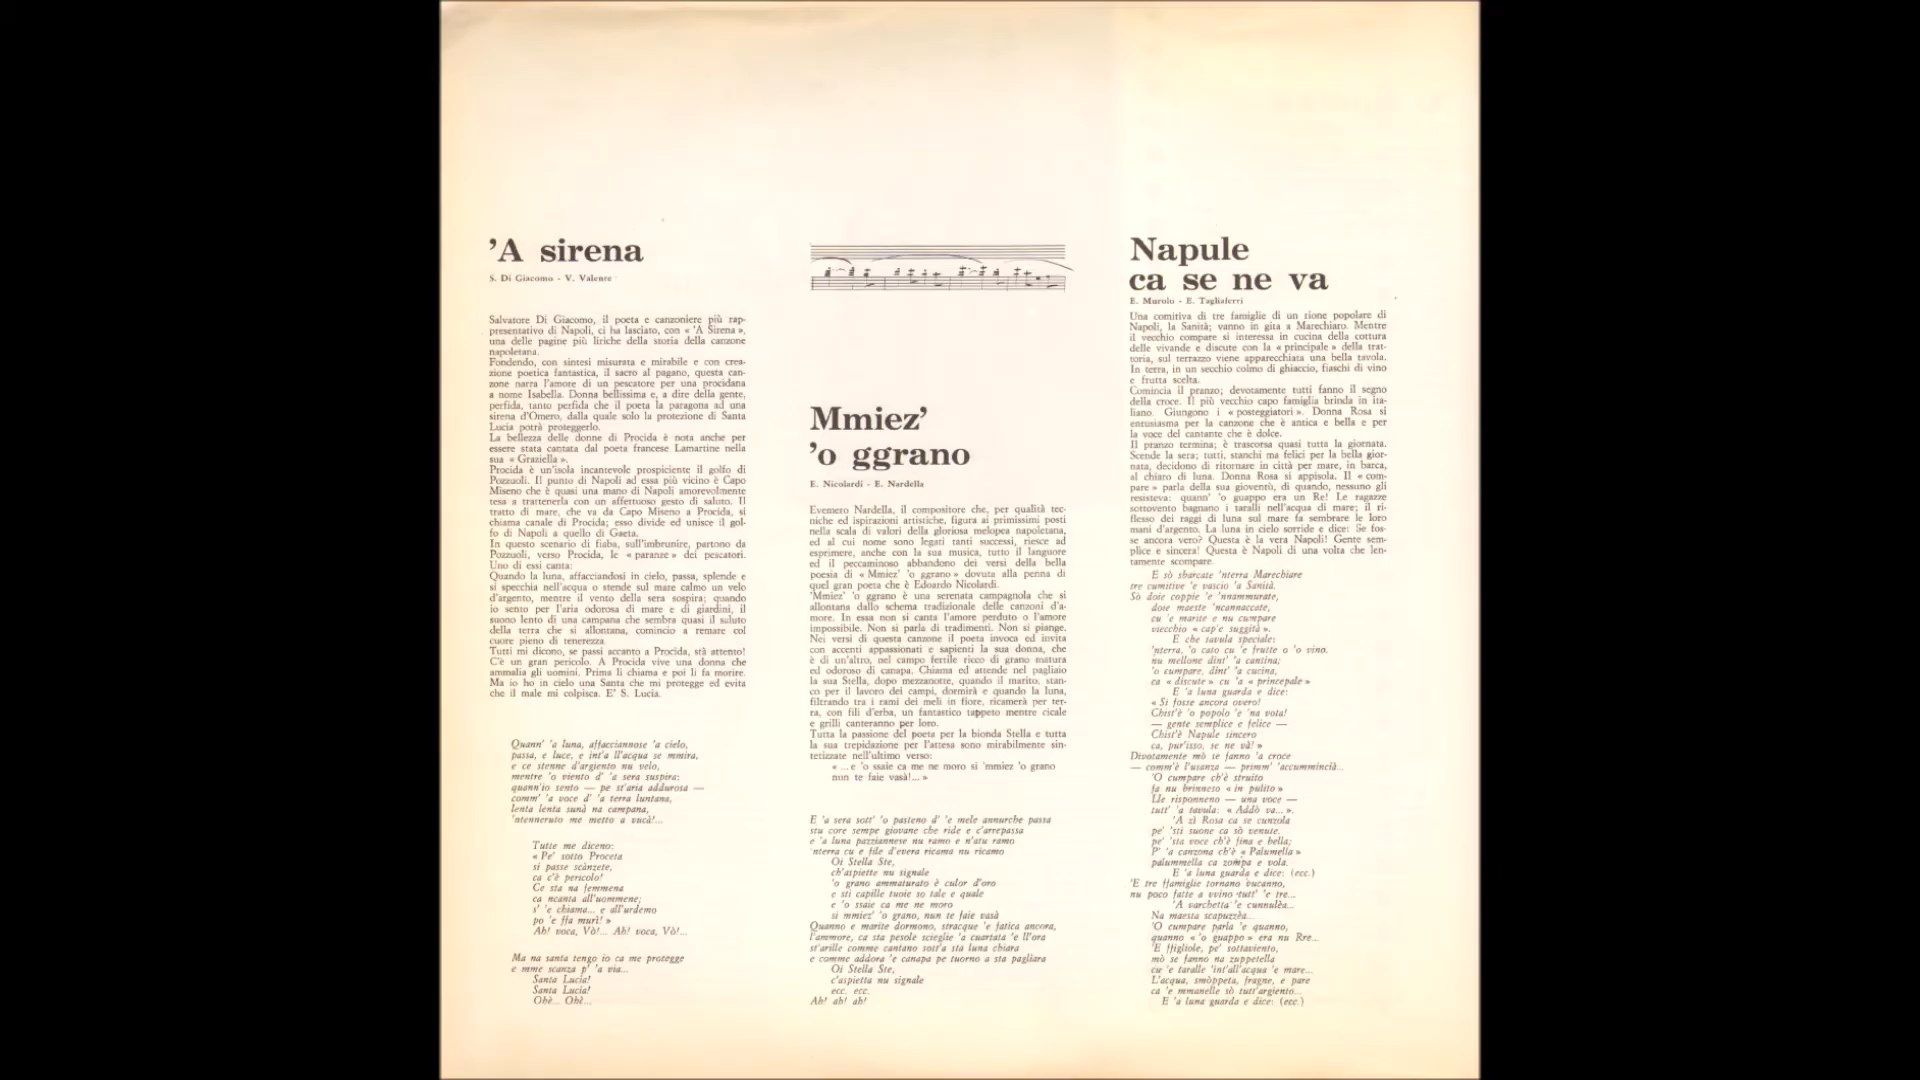 ’A sirena
S. Di Giacomo - V. Valente
Salvatore Di Giacomo, il poeta e canzoniere più rap-
presentativo di Napoli, ci ha lasciato, con « 'A Sirena »,
una delle pagine più liriche della storia della canzone
napoletana.
Fondendo, con sintesi misurata e mirabile e con crea-
zione poetica fantastica, il sacro al pagano, questa can-
zone narra l'amore di un pescatore per una procidana
a nome Isabella. Donna bellissima e, a dire della gente,
perfida, tanto perfida che il poeta la paragona ad una
sirena d'Omero, dalla quale solo la protezione di Santa
Lucia potrà proteggerlo.
La bellezza delle donne di Procida è nota anche per
essere stata cantata dal poeta francese Lamartine nella
sua « Graziella ».
Procida è un'isola incantevole prospiciente il golfo di
Pozzuoli. Il punto di Napoli ad essa più vicino è Capo
Miseno che è quasi una mano di Napoli amorevolmente
tesa a trattenerla con un affettuoso gesto di saluto. Il
tratto di mare, che va da Capo Miseno a Procida, si
chiama canale di Procida; esso divide ed unisce il gol-
fo di Napoli a quello di Gaeta.
In questo scenario di fiaba, sull'imbrunire, partono da
Pozzuoli, verso Procida, le « paranze » dei pescatori.
Uno di essi canta:
Quando la luna, affacciandosi in cielo, passa, splende e
si specchia nell'acqua o stende sul mare calmo un velo
d'argento, mentre il vento della sera sospira; quando
io sento per l'aria odorosa di mare e di giardini, il
suono lento di una campana che sembra quasi il saluto
della terra che si allontana, comincio a remare col
cuore pieno di tenerezza.
Tutti mi dicono, se passi accanto a Procida, stà attento!
C'è un gran pericolo. A Procida vive una donna che
ammalia gli uomini. Prima li chiama e poi li fa morire.
Ma io ho in cielo una Santa che mi protegge ed evita
che il male mi colpisca. E' S. Lucia.
Quann' 'a luna, affacciannose 'a cielo,
passa, e luce, e int'a ll'acqua se mmira,
e ce stenne d'argiento nu velo,
mentre 'o viento d' 'a sera suspira;
quann'io sento — pe st'aria addurosa —
comm' 'a voce d' 'a terra luntana,
lenta lenta sunà na campana,
'ntenneruto me metto a vucà!...
Tutte me diceno:
« Pe' sotto Proceta
si passe scànzete,
ca c'è pericolo!
Ce sta na femmena
ca ncanta all'uommene;
s' 'e chiama... e all'urdemo
po 'e ffa murì! »
Ah! voca, Vò!... Ah! voca, Vò!...
Ma na santa tengo io ca me protegge
e mme scanza p' 'a via...
Santa Lucia!
Santa Lucia!
Obè... Obè...
Mmiez’
’o ggrano
E. Nicolardi - E. Nardella
Evemero Nardella, il compositore che, per qualità tec-
niche ed ispirazioni artistiche, figura ai primissimi posti
nella scala di valori della gloriosa melopea napoletana,
ed al cui nome sono legati tanti successi, riesce ad
esprimere, anche con la sua musica, tutto il languore
ed il peccaminoso abbandono dei versi della bella
poesia di « Mmiez' 'o ggrano » dovuta alla penna di
quel gran poeta che è Edoardo Nicolardi.
'Mmiez' 'o ggrano è una serenata campagnola che si
allontana dallo schema tradizionale delle canzoni d'a-
more. In essa non si canta l'amore perduto o l'amore
impossibile. Non si parla di tradimenti. Non si piange.
Nei versi di questa canzone il poeta invoca ed invita
con accenti appassionati e sapienti la sua donna, che
è di un'altro, nel campo fertile ricco di grano matura
ed odoroso di canapa. Chiama ed attende nel pagliaio
la sua Stella, dopo mezzanotte, quando il marito, stan-
co per il lavoro dei campi, dormirà e quando la luna,
filtrando tra i rami dei meli in fiore, ricamerà per ter-
ra, con fili d'erba, un fantastico tappeto mentre cicale
e grilli canteranno per loro.
Tutta la passione del poeta per la bionda Stella e tutta
la sua trepidazione per l'attesa sono mirabilmente sin-
tetizzate nell'ultimo verso:
« ... e 'o ssaie ca me ne moro si 'mmiez 'o grano
nun te faie vasà!... »
E 'a sera sott' 'o pasteno d' 'e mele annurche passa
stu core sempe giovane che ride e c'arrepassa
e 'a luna pazziannese nu ramo e n'atu ramo
'nterra cu e file d'evera ricama nu ricamo
Oi Stella Ste,
ch'aspiette nu signale
'o grano ammaturato è culor d'oro
e sti capille tuoie so tale e quale
e 'o ssaie ca me ne moro
si mmiez' 'o grano, nun te faie vasà
Quanno e marite dormono, stracque 'e fatica ancora,
l'ammore, ca sta pesole scieglie 'a cuartata 'e ll'ora
st'arille comme cantano sott'a sta luna chiara
e comme addora 'e canapa pe tuorno a sta pagliara
Oi Stella Ste,
c'aspietta nu signale
ecc. ecc.
Ah! ah! ah!
Napule
ca se ne va
E. Murolo - E. Tagliaferri
Una comitiva di tre famiglie di un rione popolare di
Napoli, la Sanità; vanno in gita a Marechiaro. Mentre
il vecchio compare si interessa in cucina della cottura
delle vivande e discute con la « principale » della trat-
toria, sul terrazzo viene apparecchiata una bella tavola.
In terra, in un secchio colmo di ghiaccio, fiaschi di vino
e frutta scelta.
Comincia il pranzo; devotamente tutti fanno il segno
della croce. Il più vecchio capo famiglia brinda in ita-
liano. Giungono i « posteggiatori ». Donna Rosa si
entusiasma per la canzone che è antica e bella e per
la voce del cantante che è dolce.
Il pranzo termina; è trascorsa quasi tutta la giornata.
Scende la sera; tutti, stanchi ma felici per la bella gior-
nata, decidono di ritornare in città per mare, in barca,
al chiaro di luna. Donna Rosa si appisola. Il « com-
pare » parla della sua gioventù, di quando, nessuno gli
resisteva: quann' 'o guappo era un Re! Le ragazze
sottovento bagnano i taralli nell'acqua di mare; il ri-
flesso dei raggi di luna sul mare fa sembrare le loro
mani d'argento. La luna in cielo sorride e dice: Se fos-
se ancora vero? Questa è la vera Napoli! Gente sem-
plice e sincera! Questa è Napoli di una volta che len-
tamente scompare.
E sò sbarcate 'nterra Marechiare
tre cumitive 'e vascio 'a Sanità.
Sò doie coppie 'e 'nnammurate,
doie maeste 'ncannaccate,
cu 'e marite e nu cumpare
viecchio « cap'e suggità ».
E che tavula speciale:
'nterra, 'o cato cu 'e frutte o 'o vino.
nu mellone dint' 'a cantina;
'o cumpare, dint' 'a cucina,
ca « discute » cu 'a « princepale »
E 'a luna guarda e dice:
« Si fosse ancora overo!
Chist'è 'o popolo 'e 'na vota!
— gente semplice e felice —
Chist'è Napule sincero
ca, pur'isso, se ne và! »
Divotamente mò se fanno 'a croce
— comm'è l'usanza — primm' 'accummincià...
'O cumpare ch'è struito
fa nu brinneso « in pulito »
Lle risponneno — una voce —
tutt' 'a tavula: « Addò va... ».
'A zì Rosa ca se cunzola
pe' 'sti suone ca sò venute.
pe' 'sta voce ch'è fina e bella;
P' 'a canzona ch'è « Palumella »
palummella ca zompa e vola.
E 'a luna guarda e dice: (ecc.)
'E tre ffamiglie tornano vucanno,
nu poco fatte a vvino tutt' 'e tre...
'A varchetta 'e cunnulèa...
Na maesta scapuzzèa...
'O cumpare parla 'e quanno,
quanno « 'o guappo » era nu Rre...
'E ffigliole, pe' sottaviento,
mò se fanno na zuppetella
cu 'e taralle 'int'all'acqua 'e mare...
L'acqua, smòppeta, fragne, e pare
ca 'e mmanelle sò tutt'argiento...
E 'a luna guarda e dice: (ecc.)